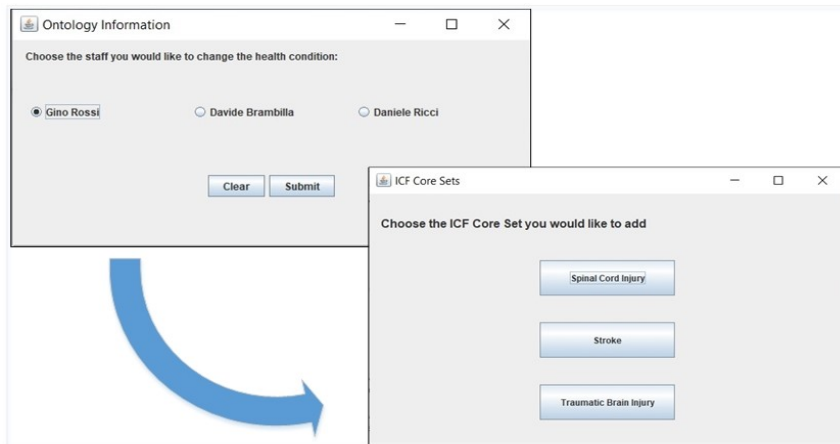 Ontology Information
Choose the staff you would like to change the health condition:
Gino Rossi Davide Brambilla Daniele Ricci
Clear Submit
ICF Core Sets
Choose the ICF Core Set you would like to add
Spinal Cord Injury
Stroke
Traumatic Brain Injury